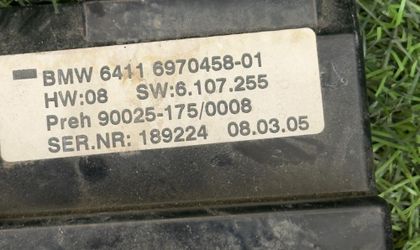 BMW 6411 6970458-01
HW:08 SW:6.107.255
Preh 90025-175/0008
SER.NR: 189224 08.03.05